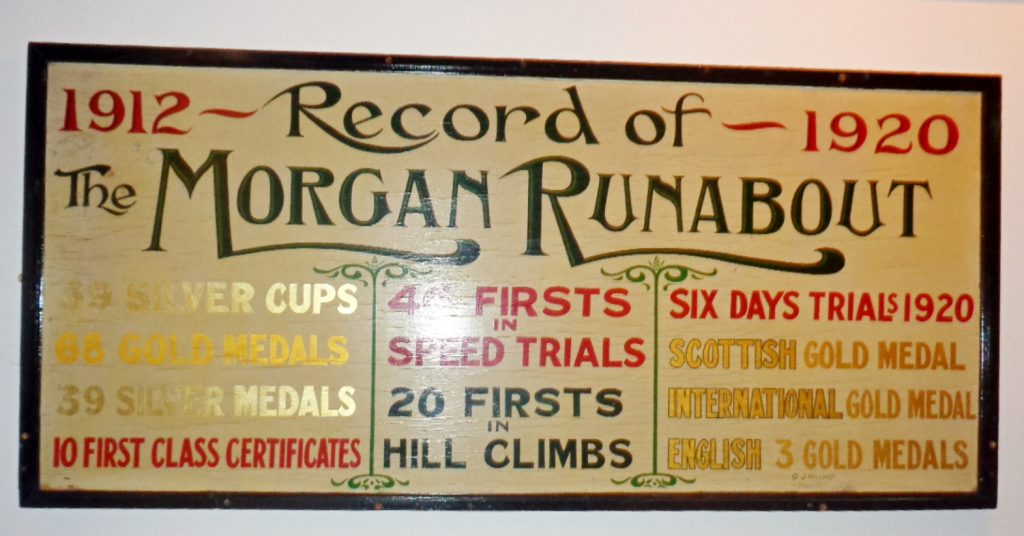 1912 ~ Record of ~ 1920
The MORGAN RUNABOUT
39 SILVER CUPS
68 GOLD MEDALS
39 SILVER MEDALS
10 FIRST CLASS CERTIFICATES
FIRSTS
IN
SPEED TRIALS
20 FIRSTS
IN
HILL CLIMBS
SIX DAYS TRIALS 1920
SCOTTISH GOLD MEDAL
INTERNATIONAL GOLD MEDAL
ENGLISH 3 GOLD MEDALS